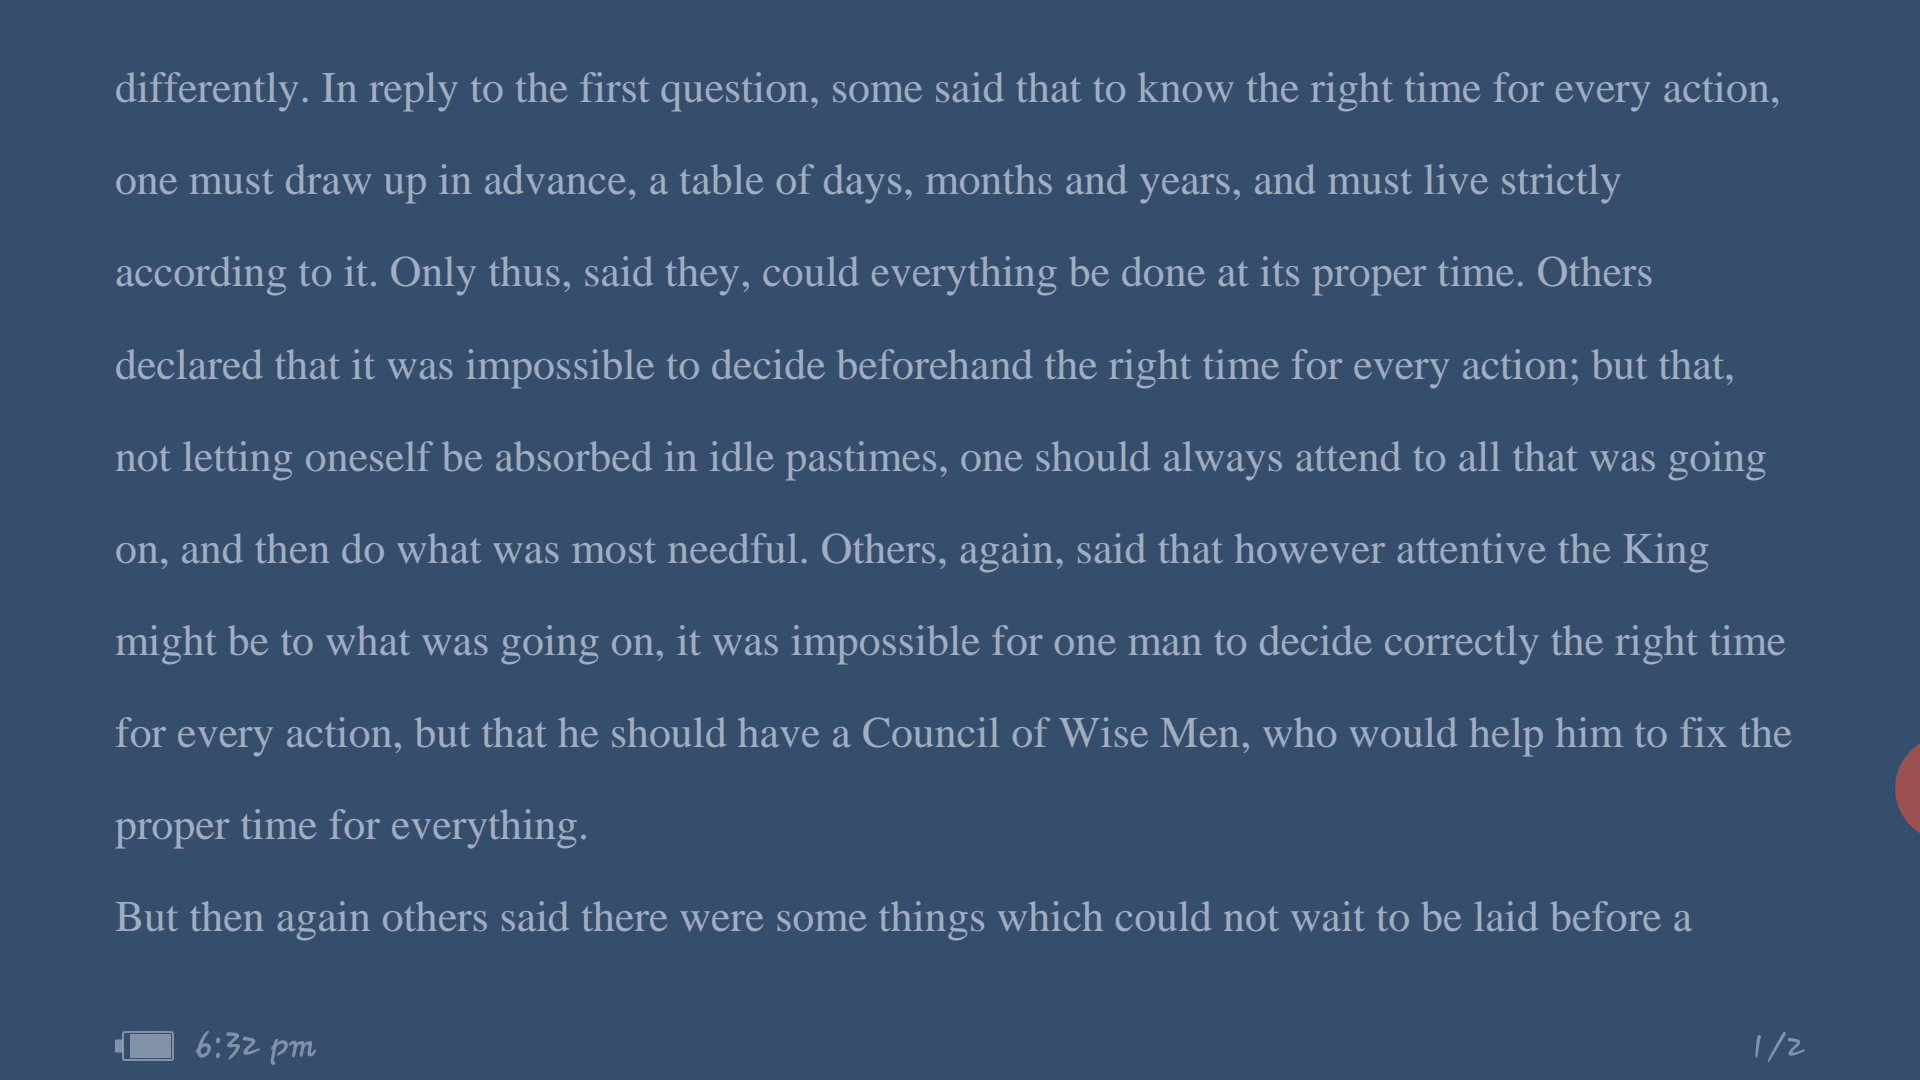 differently. In reply to the first question, some said that to know the right time for every action,
one must draw up in advance, a table of days, months and years, and must live strictly
according to it. Only thus, said they, could everything be done at its proper time. Others
declared that it was impossible to decide beforehand the right time for every action; but that,
not letting oneself be absorbed in idle pastimes, one should always attend to all that was going
on, and then do what was most needful. Others, again, said that however attentive the King
might be to what was going on, it was impossible for one man to decide correctly the right time
for every action, but that he should have a Council of Wise Men, who would help him to fix the
proper time for everything.
But then again others said there were some things which could not wait to be laid before a
6:32 pm
1/2